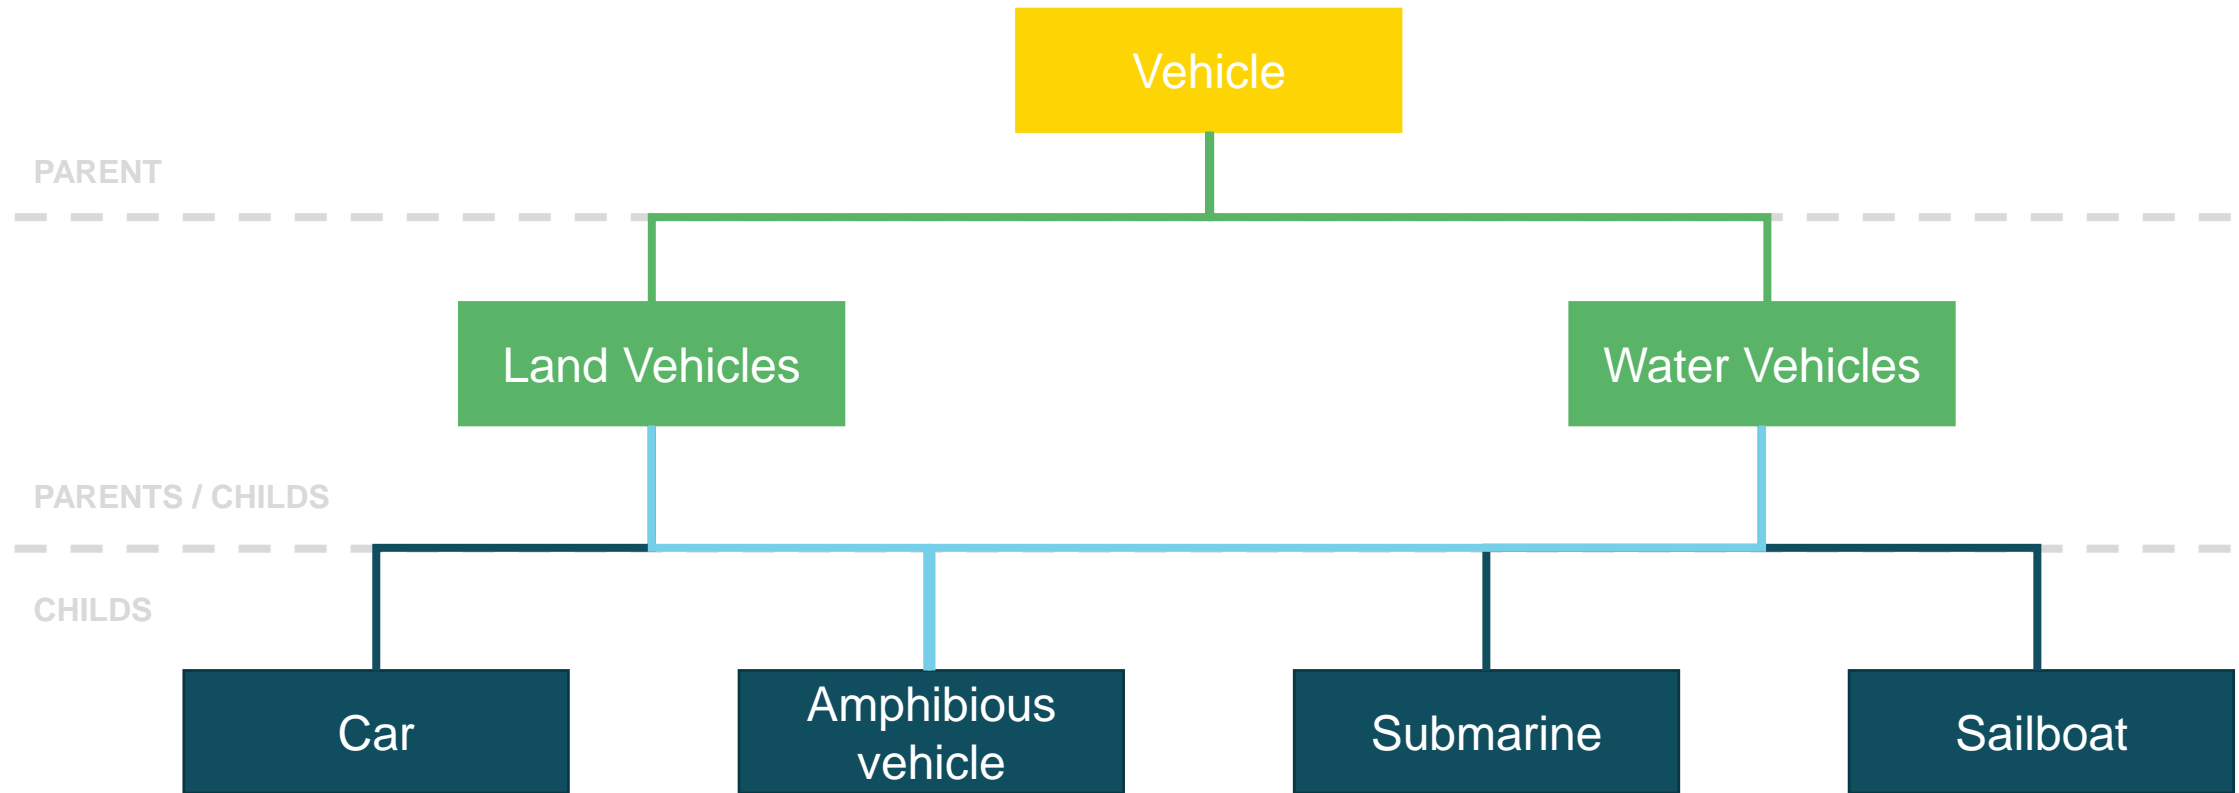 Vehicle
PARENT
Land Vehicles
Water Vehicles
PARENTS / CHILDS
CHILDS
Car
Amphibious
vehicle
Submarine
Sailboat